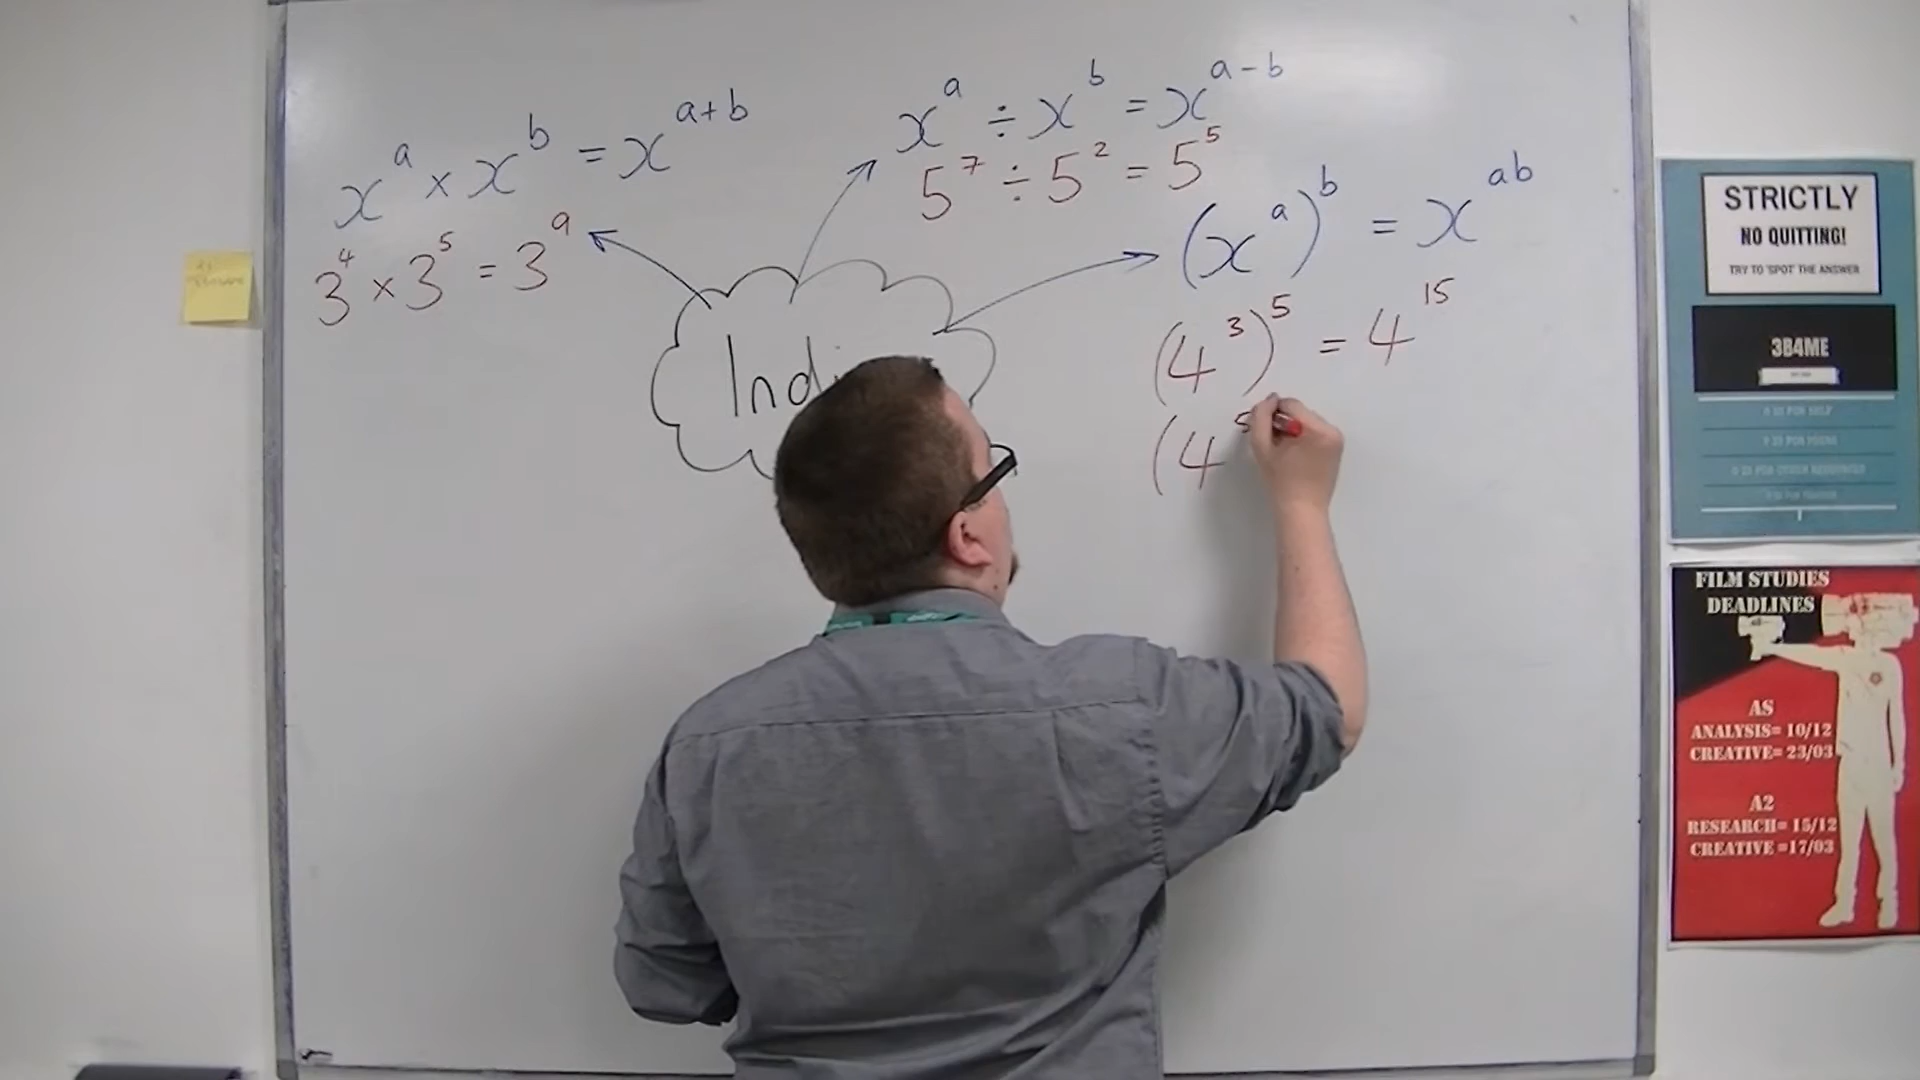 xᵃ × xᵇ = xᵃ⁺ᵇ
3⁴ × 3⁵ = 3⁹
xᵃ ÷ xᵇ = xᵃ⁻ᵇ
5⁷ ÷ 5² = 5⁵
(xᵃ)ᵇ = xᵃᵇ
(4³)⁵ = 4¹⁵
(4⁵
Indi
STRICTLY
NO QUITTING!
TRY TO 'SPOT' THE ANSWER
3B4ME
FILM STUDIES
DEADLINES
AS
ANALYSIS= 10/12
CREATIVE= 23/03
A2
RESEARCH= 15/12
CREATIVE =17/03